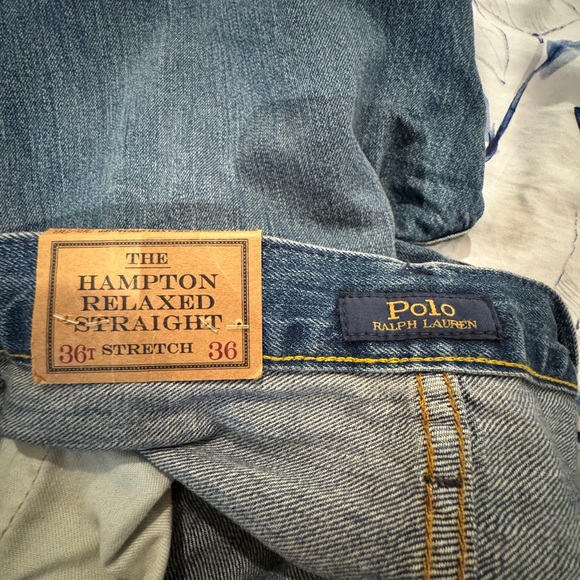 THE
HAMPTON
RELAXED
STRAIGHT
36T STRETCH 36
Polo
RALPH LAUREN